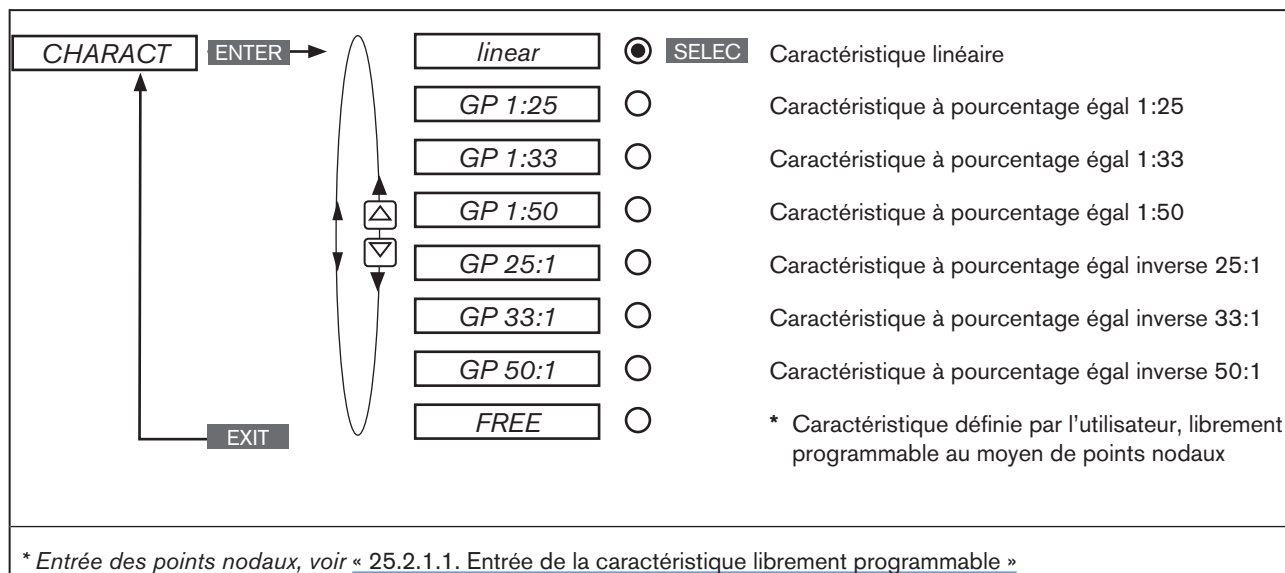 CHARACT ENTER linear SELEC Caractéristique linéaire
GP 1:25 Caractéristique à pourcentage égal 1:25
GP 1:33 Caractéristique à pourcentage égal 1:33
GP 1:50 Caractéristique à pourcentage égal 1:50
GP 25:1 Caractéristique à pourcentage égal inverse 25:1
GP 33:1 Caractéristique à pourcentage égal inverse 33:1
GP 50:1 Caractéristique à pourcentage égal inverse 50:1
EXIT FREE * Caractéristique définie par l’utilisateur, librement
programmable au moyen de points nodaux
* Entrée des points nodaux, voir « 25.2.1.1. Entrée de la caractéristique librement programmable »